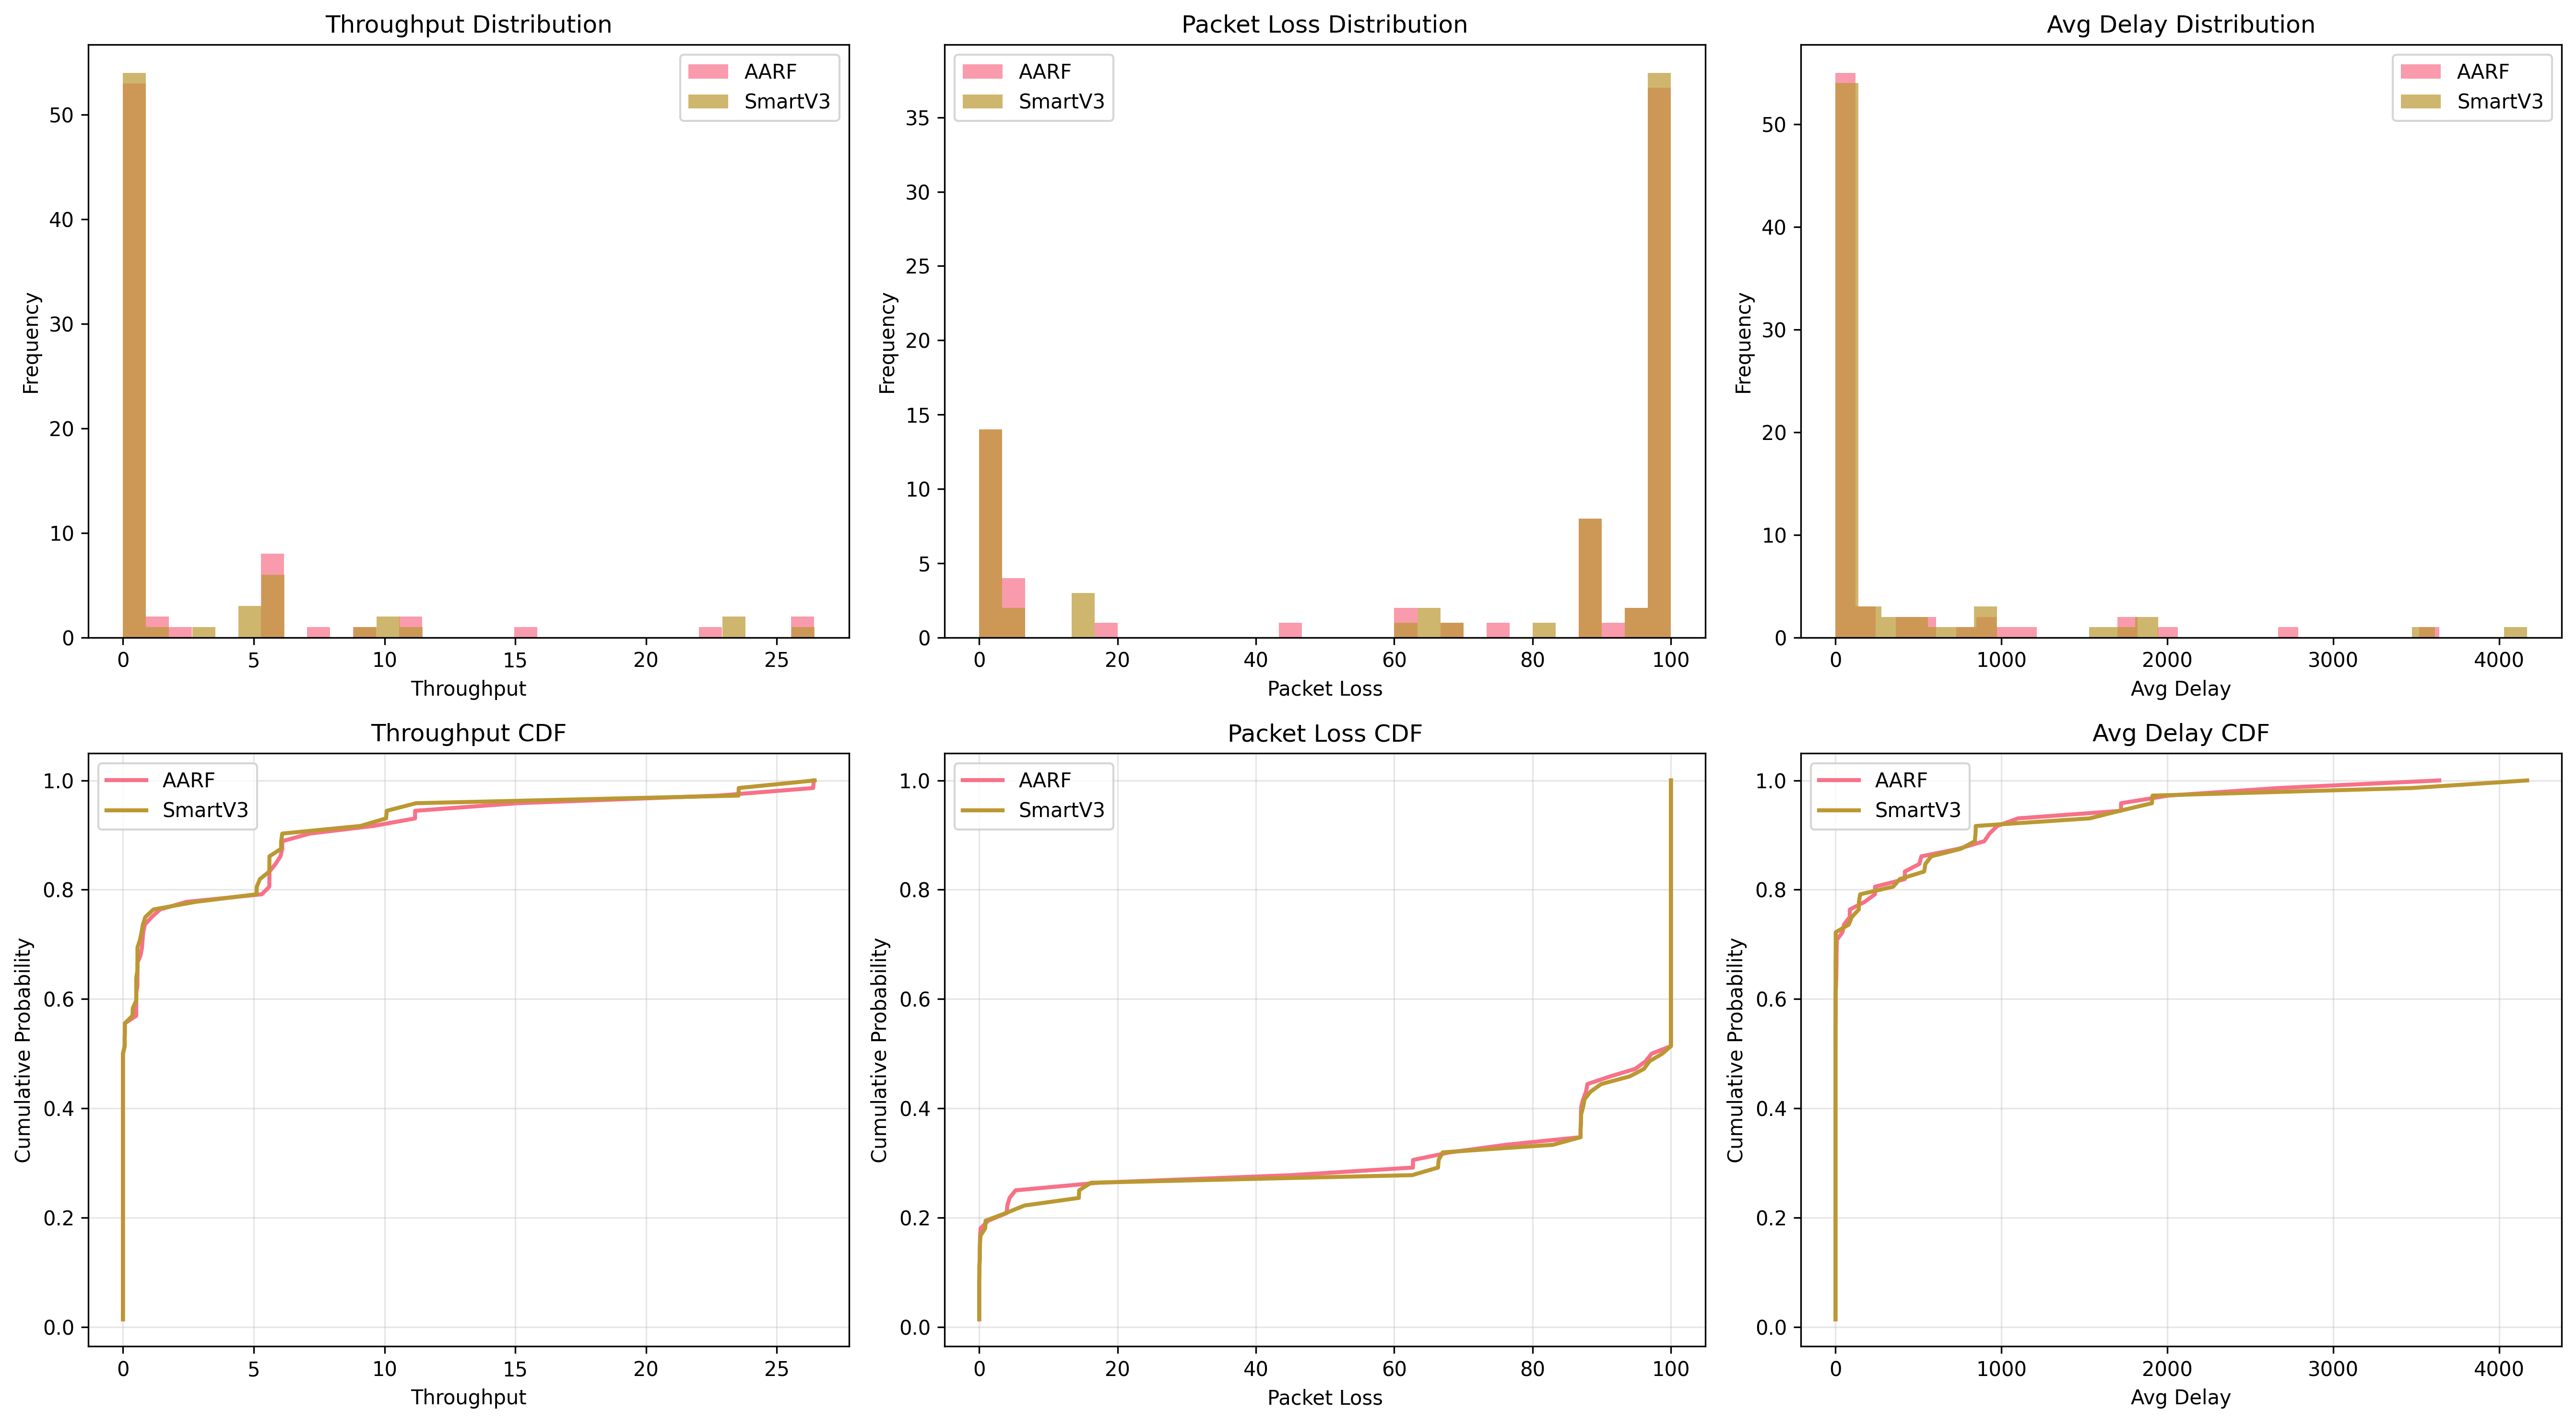 Throughput Distribution
AARF
SmartV3
Frequency
50
40
30
20
10
0
0 5 10 15 20 25
Throughput
Packet Loss Distribution
AARF
SmartV3
Frequency
35
30
25
20
15
10
5
0
0 20 40 60 80 100
Packet Loss
Avg Delay Distribution
AARF
SmartV3
Frequency
50
40
30
20
10
0
0 1000 2000 3000 4000
Avg Delay
Throughput CDF
AARF
SmartV3
Cumulative Probability
1.0
0.8
0.6
0.4
0.2
0.0
0 5 10 15 20 25
Throughput
Packet Loss CDF
AARF
SmartV3
Cumulative Probability
1.0
0.8
0.6
0.4
0.2
0.0
0 20 40 60 80 100
Packet Loss
Avg Delay CDF
AARF
SmartV3
Cumulative Probability
1.0
0.8
0.6
0.4
0.2
0.0
0 1000 2000 3000 4000
Avg Delay